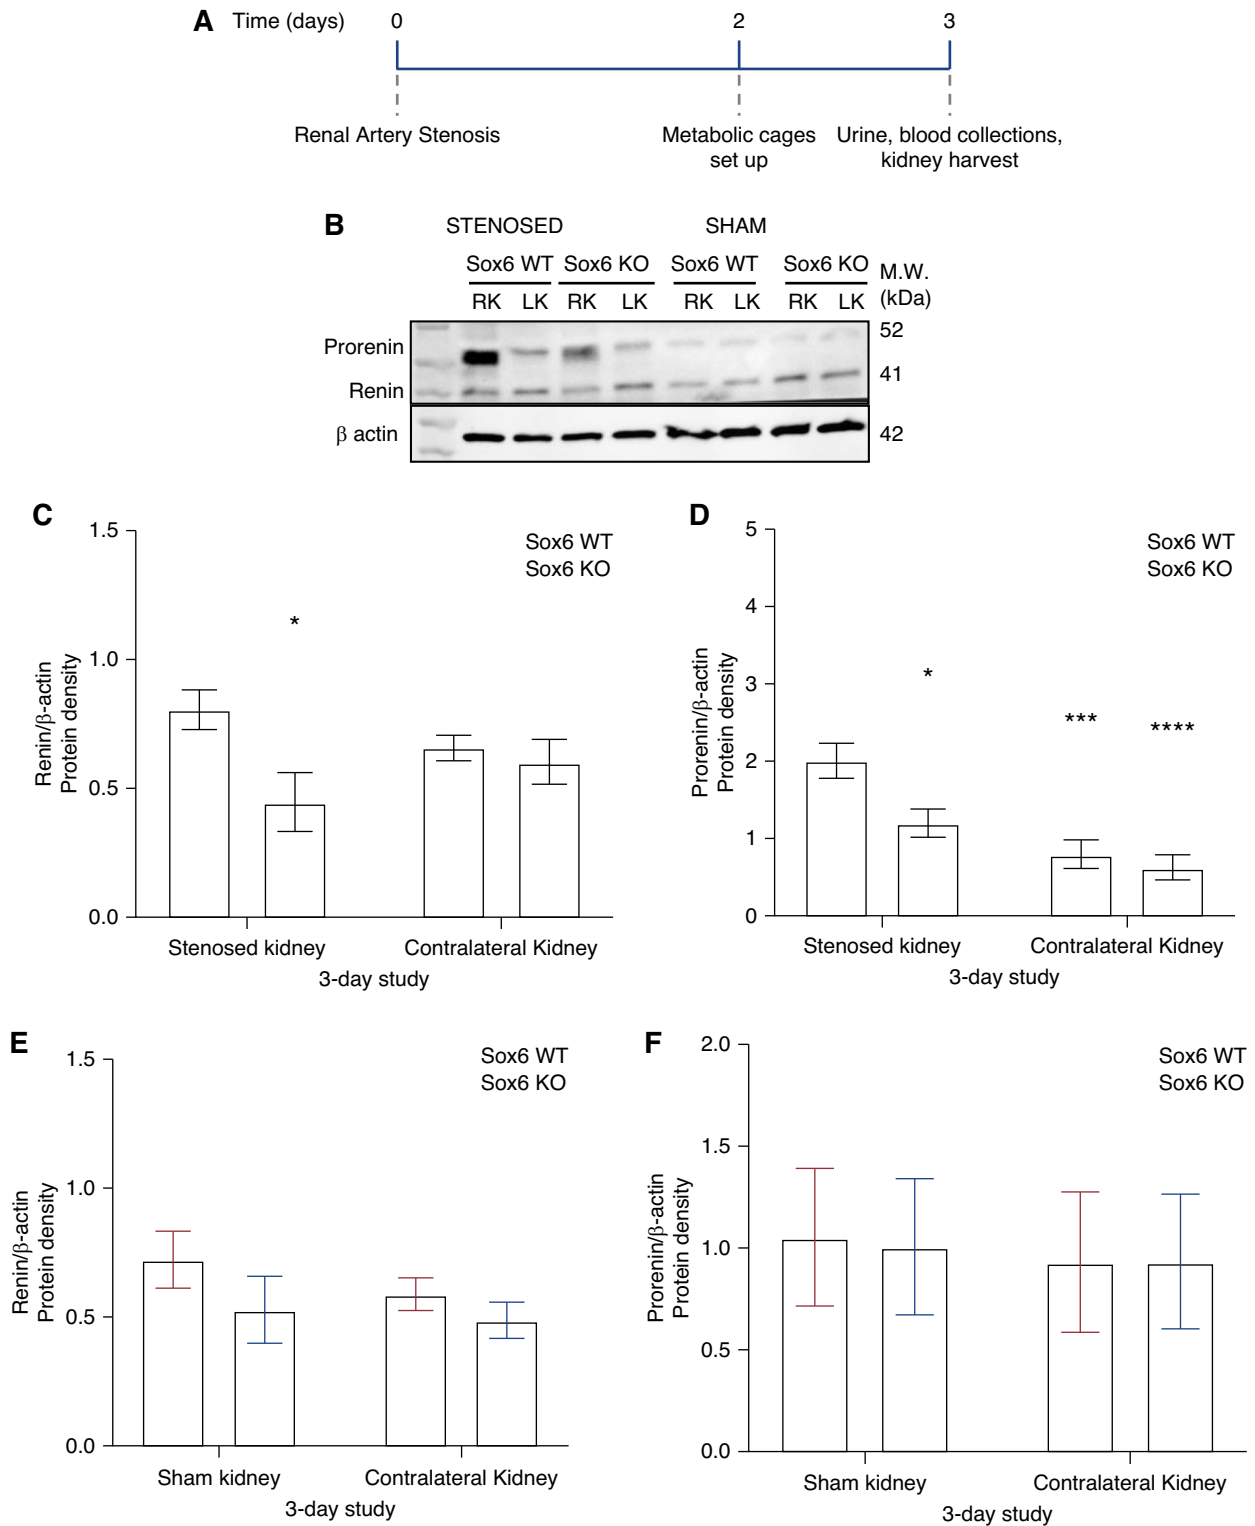 A
Time (days) 0 2 3
Renal Artery Stenosis
Metabolic cages
set up
Urine, blood collections,
kidney harvest
B
STENOSED SHAM
Sox6 WT Sox6 KO Sox6 WT Sox6 KO
M.W.
(kDa)
RK LK RK LK RK LK RK LK
Prorenin
Renin
β actin
52
41
42
C
1.5
1.0
0.5
0.0
Renin/β-actin
Protein density
Sox6 WT
Sox6 KO
*
Stenosed kidney Contralateral Kidney
3-day study
D
5
4
3
2
1
0
Prorenin/β-actin
Protein density
Sox6 WT
Sox6 KO
*
***
****
Stenosed kidney Contralateral Kidney
3-day study
E
1.5
1.0
0.5
0.0
Renin/β-actin
Protein density
Sox6 WT
Sox6 KO
Sham kidney Contralateral Kidney
3-day study
F
2.0
1.5
1.0
0.5
0.0
Prorenin/β-actin
Protein density
Sox6 WT
Sox6 KO
Sham kidney Contralateral Kidney
3-day study